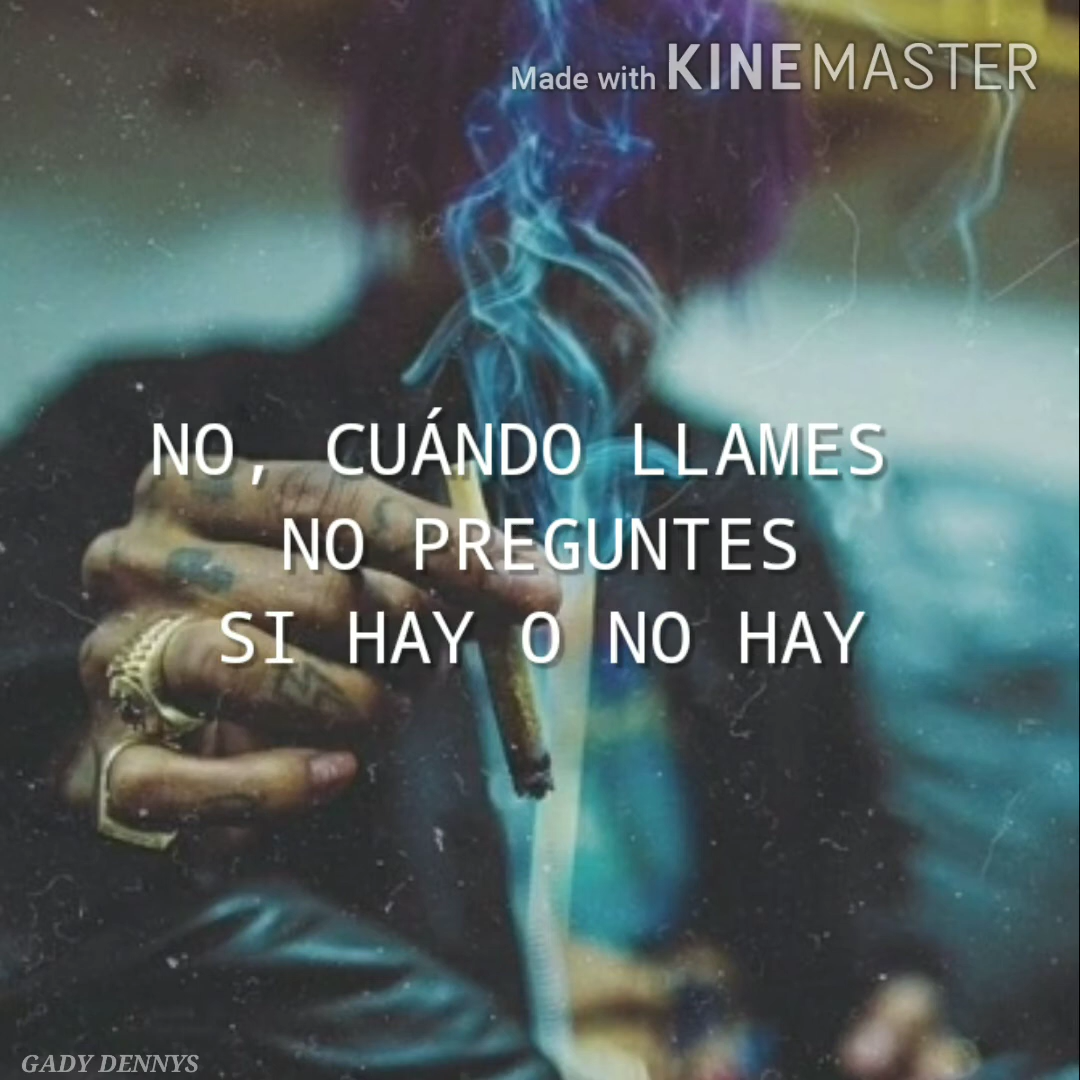 Made with KINEMASTER
NO, CUÁNDO LLAMES
NO PREGUNTES
SI HAY O NO HAY
GADY DENNYS